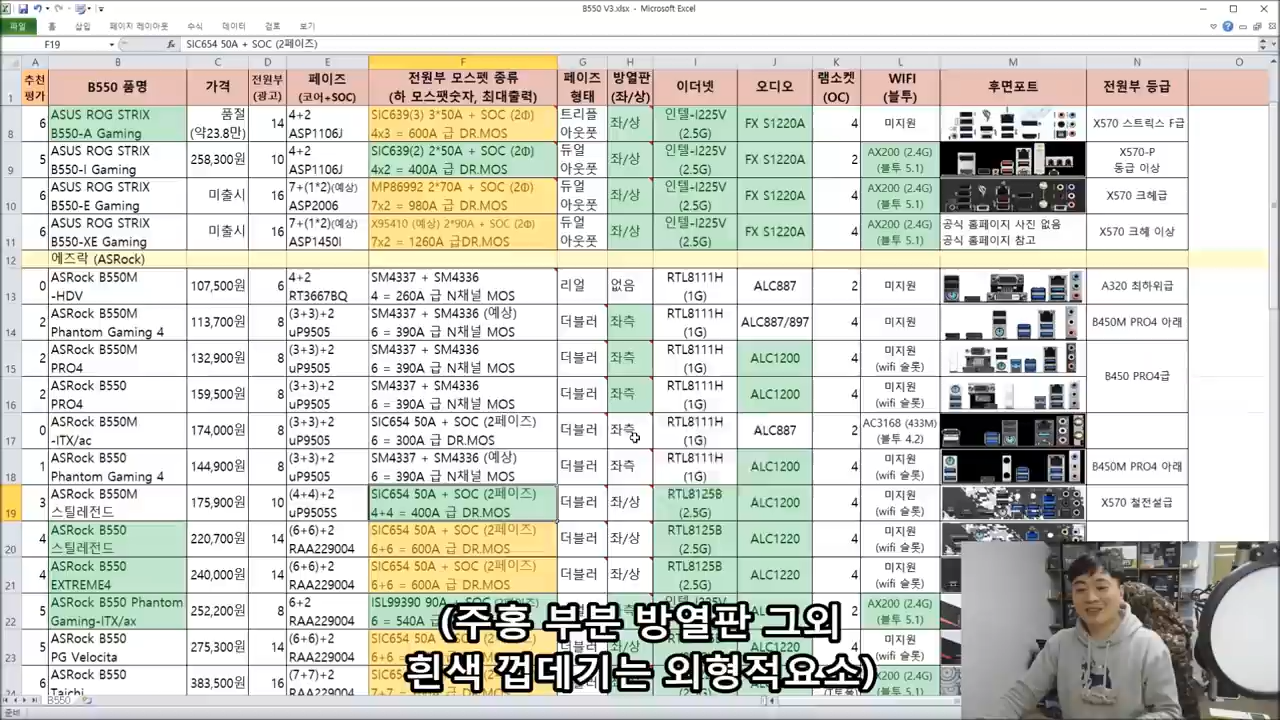 B550 V3.xlsx - Microsoft Excel
파일 홈 삽입 페이지 레이아웃 수식 데이터 검토 보기
F19 fx SIC654 50A + SOC (2페이즈)
A B C D E F G H I J K L M N O
1 추천평가 B550 품명 가격 전원부 (광고) 페이즈 (코어+SOC) 전원부 모스펫 종류 (하 모스펫숫자, 최대출력) 페이즈 형태 방열판 (좌/상) 이더넷 오디오 램소켓 (OC) WIFI (블투) 후면포트 전원부 등급
8 6 ASUS ROG STRIX B550-A Gaming 품절 (약23.8만) 14 4+2 ASP1106J SIC639(3) 3*50A + SOC (2Φ) 4x3 = 600A 급 DR.MOS 트리플 아웃풋 좌/상 인텔-I225V (2.5G) FX S1220A 4 미지원 X570 스트릭스 F급
9 5 ASUS ROG STRIX B550-I Gaming 258,300원 10 4+2 ASP1106J SIC639(2) 2*50A + SOC (2Φ) 4x2 = 400A 급 DR.MOS 듀얼 아웃풋 좌/상 인텔-I225V (2.5G) FX S1220A 2 AX200 (2.4G) (블투 5.1) X570-P 동급 이상
10 6 ASUS ROG STRIX B550-E Gaming 미출시 16 7+(1*2)(예상) ASP2006 MP86992 2*70A + SOC (2Φ) 7x2 = 980A 급 DR.MOS 듀얼 아웃풋 좌/상 인텔-I225V (2.5G) FX S1220A 4 AX200 (2.4G) (블투 5.1) X570 크헤급
11 6 ASUS ROG STRIX B550-XE Gaming 미출시 16 7+(1*2)(예상) ASP1450I X95410 (예상) 2*90A + SOC (2Φ) 7x2 = 1260A 급DR.MOS 듀얼 아웃풋 좌/상 인텔-I225V (2.5G) FX S1220A 4 AX200 (2.4G) (블투 5.1) 공식 홈페이지 사진 없음 공식 홈페이지 참고 X570 크헤 이상
12 에즈락 (ASRock)
13 0 ASRock B550M -HDV 107,500원 6 4+2 RT3667BQ SM4337 + SM4336 4 = 260A 급 N채널 MOS 리얼 없음 RTL8111H (1G) ALC887 2 미지원 A320 최하위급
14 2 ASRock B550M Phantom Gaming 4 113,700원 8 (3+3)+2 uP9505 SM4337 + SM4336 (예상) 6 = 390A 급 N채널 MOS 더블러 좌측 RTL8111H (1G) ALC887/897 4 미지원 B450M PRO4 아래
15 2 ASRock B550M PRO4 132,900원 8 (3+3)+2 uP9505 SM4337 + SM4336 6 = 390A 급 N채널 MOS 더블러 좌측 RTL8111H (1G) ALC1200 4 미지원 (wifi 슬롯) B450 PRO4급
16 2 ASRock B550 PRO4 159,500원 8 (3+3)+2 uP9505 SM4337 + SM4336 6 = 390A 급 N채널 MOS 더블러 좌측 RTL8111H (1G) ALC1200 4 미지원 (wifi 슬롯)
17 0 ASRock B550 -ITX/ac 174,000원 8 (3+3)+2 uP9505 SIC654 50A + SOC (2페이즈) 6 = 300A 급 DR.MOS 더블러 좌측 RTL8111H (1G) ALC887 2 AC3168 (433M) (블투 4.2)
18 1 ASRock B550 Phantom Gaming 4 144,900원 8 (3+3)+2 uP9505 SM4337 + SM4336 (예상) 6 = 390A 급 N채널 MOS 더블러 좌측 RTL8111H (1G) ALC1200 4 미지원 (wifi 슬롯) B450M PRO4 아래
19 3 ASRock B550M 스틸레전드 175,900원 10 (4+4)+2 uP9505S SIC654 50A + SOC (2페이즈) 4+4 = 400A 급 DR.MOS 더블러 좌/상 RTL8125B (2.5G) ALC1200 4 미지원 (wifi 슬롯) X570 철전설급
20 4 ASRock B550 스틸레전드 220,700원 14 (6+6)+2 RAA229004 SIC654 50A + SOC (2페이즈) 6+6 = 600A 급 DR.MOS 더블러 좌/상 RTL8125B (2.5G) ALC1220 4 미지원 (wifi 슬롯)
21 4 ASRock B550 EXTREME4 240,000원 14 (6+6)+2 RAA229004 SIC654 50A + SOC (2페이즈) 6+6 = 600A 급 DR.MOS 더블러 좌/상 RTL8125B (2.5G) ALC1220 4 미지원 (wifi 슬롯)
22 5 ASRock B550 Phantom Gaming-ITX/ax 252,200원 8 6+2 RAA229004 ISL99390 90A + 6 = 540A 급 AX200 (2.4G) (블투 5.1)
23 5 ASRock B550 PG Velocita 275,300원 14 (6+6)+2 RAA229004 미지원 (wifi 슬롯)
24 6 ASRock B550 Taichi 383,500원 16 (7+7)+2 RAA229004 AX200 (2.4G) (블투 5.1)
(주홍 부분 방열판 그외
흰색 껍데기는 외형적요소)
B550
준비